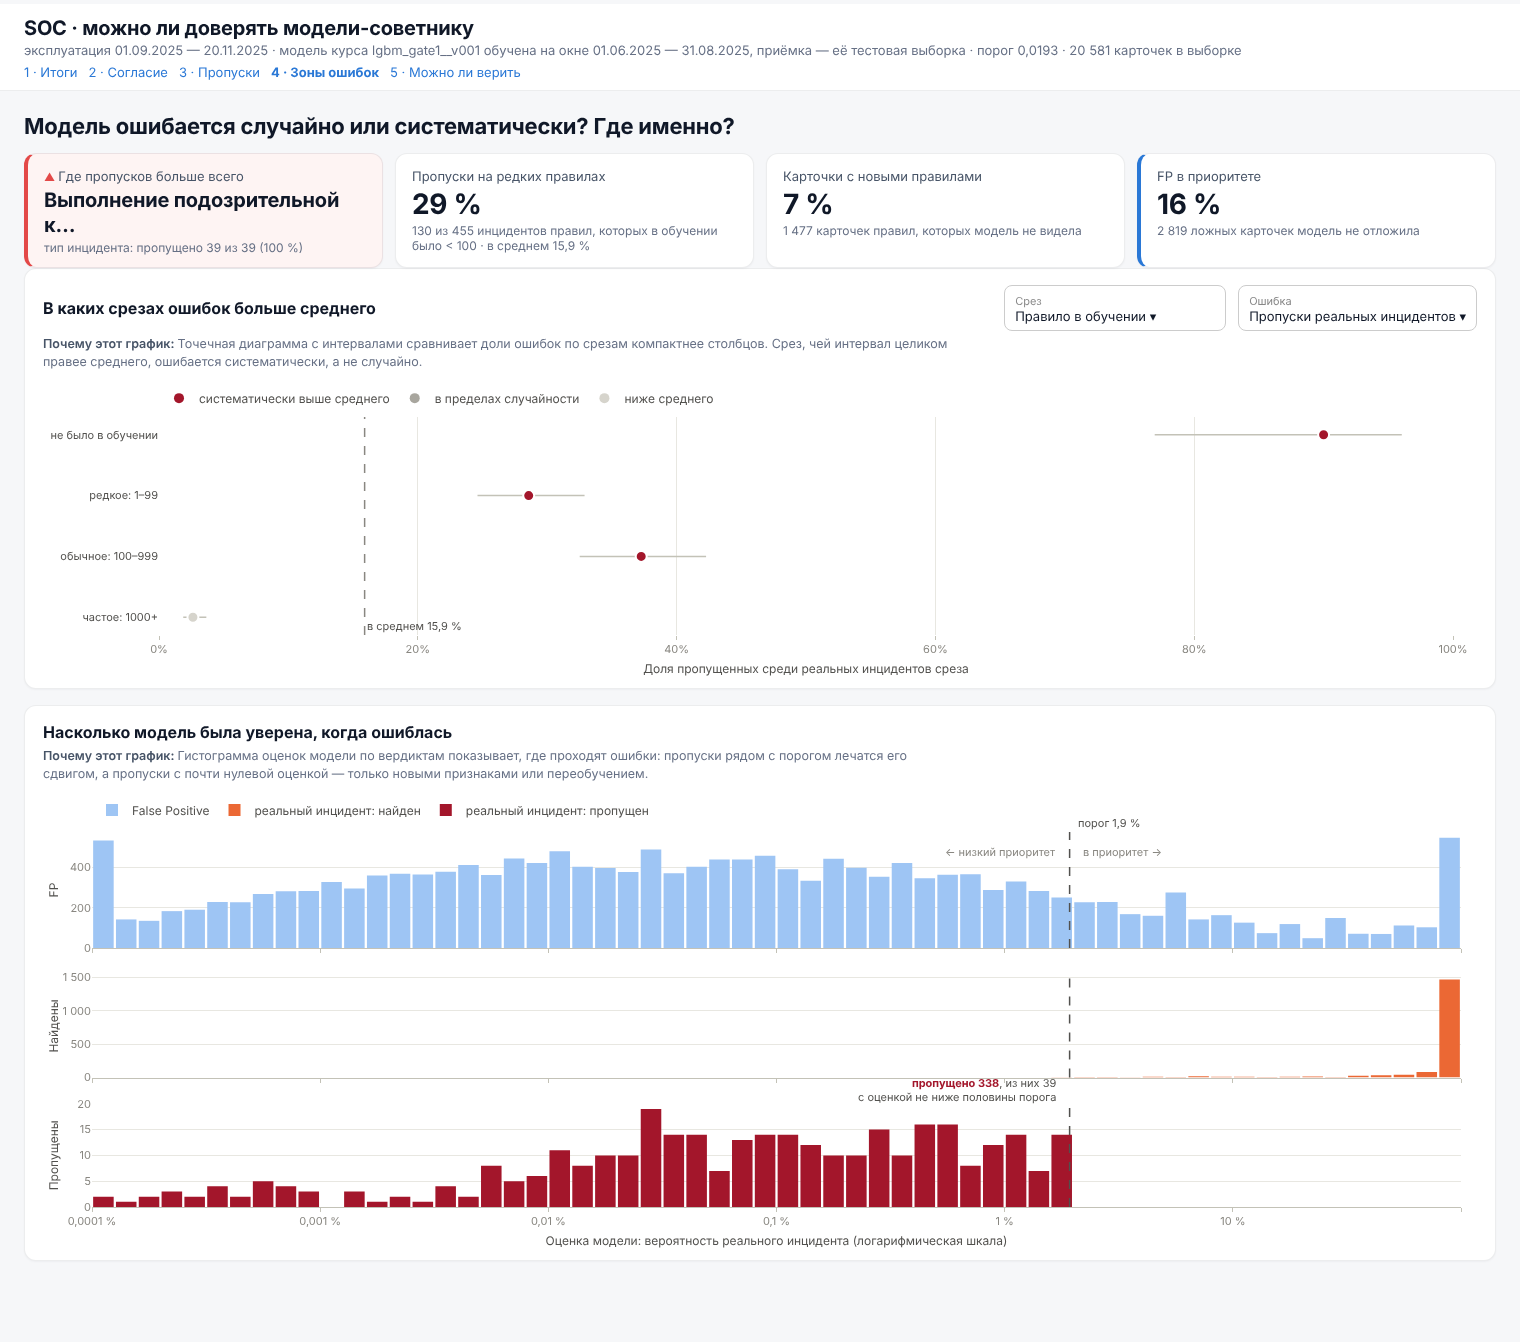 SOC · можно ли доверять модели-советнику
эксплуатация 01.09.2025 — 20.11.2025 · модель курса lgbm_gate1__v001 обучена на окне 01.06.2025 — 31.08.2025, приёмка — её тестовая выборка · порог 0,0193 · 20 581 карточек в выборке
1 · Итоги 2 · Согласие 3 · Пропуски 4 · Зоны ошибок 5 · Можно ли верить
Модель ошибается случайно или систематически? Где именно?
▲ Где пропусков больше всего
Выполнение подозрительной
к...
тип инцидента: пропущено 39 из 39 (100 %)
Пропуски на редких правилах
29 %
130 из 455 инцидентов правил, которых в обучении
было < 100 · в среднем 15,9 %
Карточки с новыми правилами
7 %
1 477 карточек правил, которых модель не видела
FP в приоритете
16 %
2 819 ложных карточек модель не отложила
В каких срезах ошибок больше среднего
Срез
Правило в обучении ▾
Ошибка
Пропуски реальных инцидентов ▾
Почему этот график: Точечная диаграмма с интервалами сравнивает доли ошибок по срезам компактнее столбцов. Срез, чей интервал целиком
правее среднего, ошибается систематически, а не случайно.
систематически выше среднего в пределах случайности ниже среднего
не было в обучении
редкое: 1–99
обычное: 100–999
частое: 1000+
в среднем 15,9 %
0% 20% 40% 60% 80% 100%
Доля пропущенных среди реальных инцидентов среза
Насколько модель была уверена, когда ошиблась
Почему этот график: Гистограмма оценок модели по вердиктам показывает, где проходят ошибки: пропуски рядом с порогом лечатся его
сдвигом, а пропуски с почти нулевой оценкой — только новыми признаками или переобучением.
False Positive реальный инцидент: найден реальный инцидент: пропущен
порог 1,9 %
← низкий приоритет в приоритет →
FP
400
200
0
Найдены
1 500
1 000
500
0
пропущено 338, из них 39
с оценкой не ниже половины порога
Пропущены
20
15
10
5
0
0,0001 % 0,001 % 0,01 % 0,1 % 1 % 10 %
Оценка модели: вероятность реального инцидента (логарифмическая шкала)